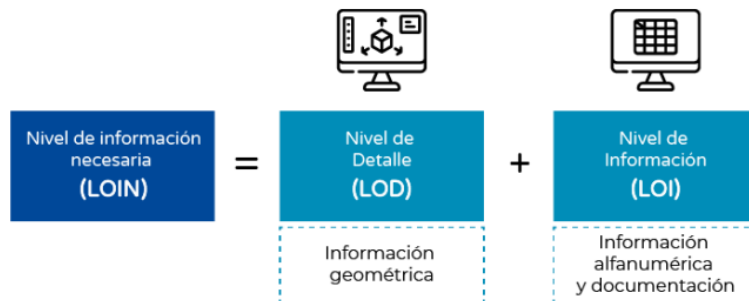 Nivel de información
necesaria
(LOIN)
=
Nivel de
Detalle
(LOD)
+
Nivel de
Información
(LOI)
Información
geométrica
Información
alfanumérica
y documentación